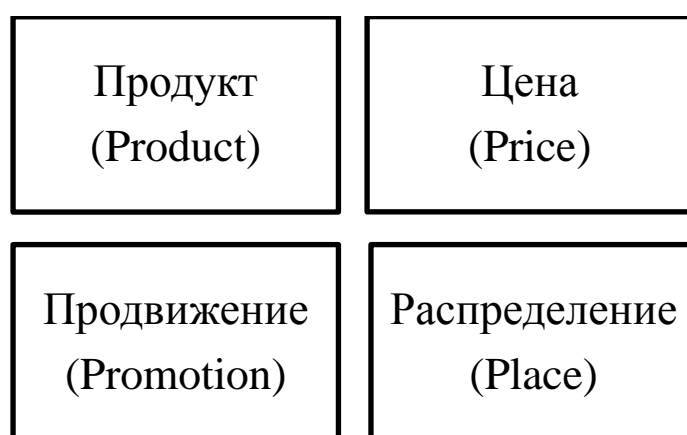 Продукт
(Product)
Цена
(Price)
Продвижение
(Promotion)
Распределение
(Place)